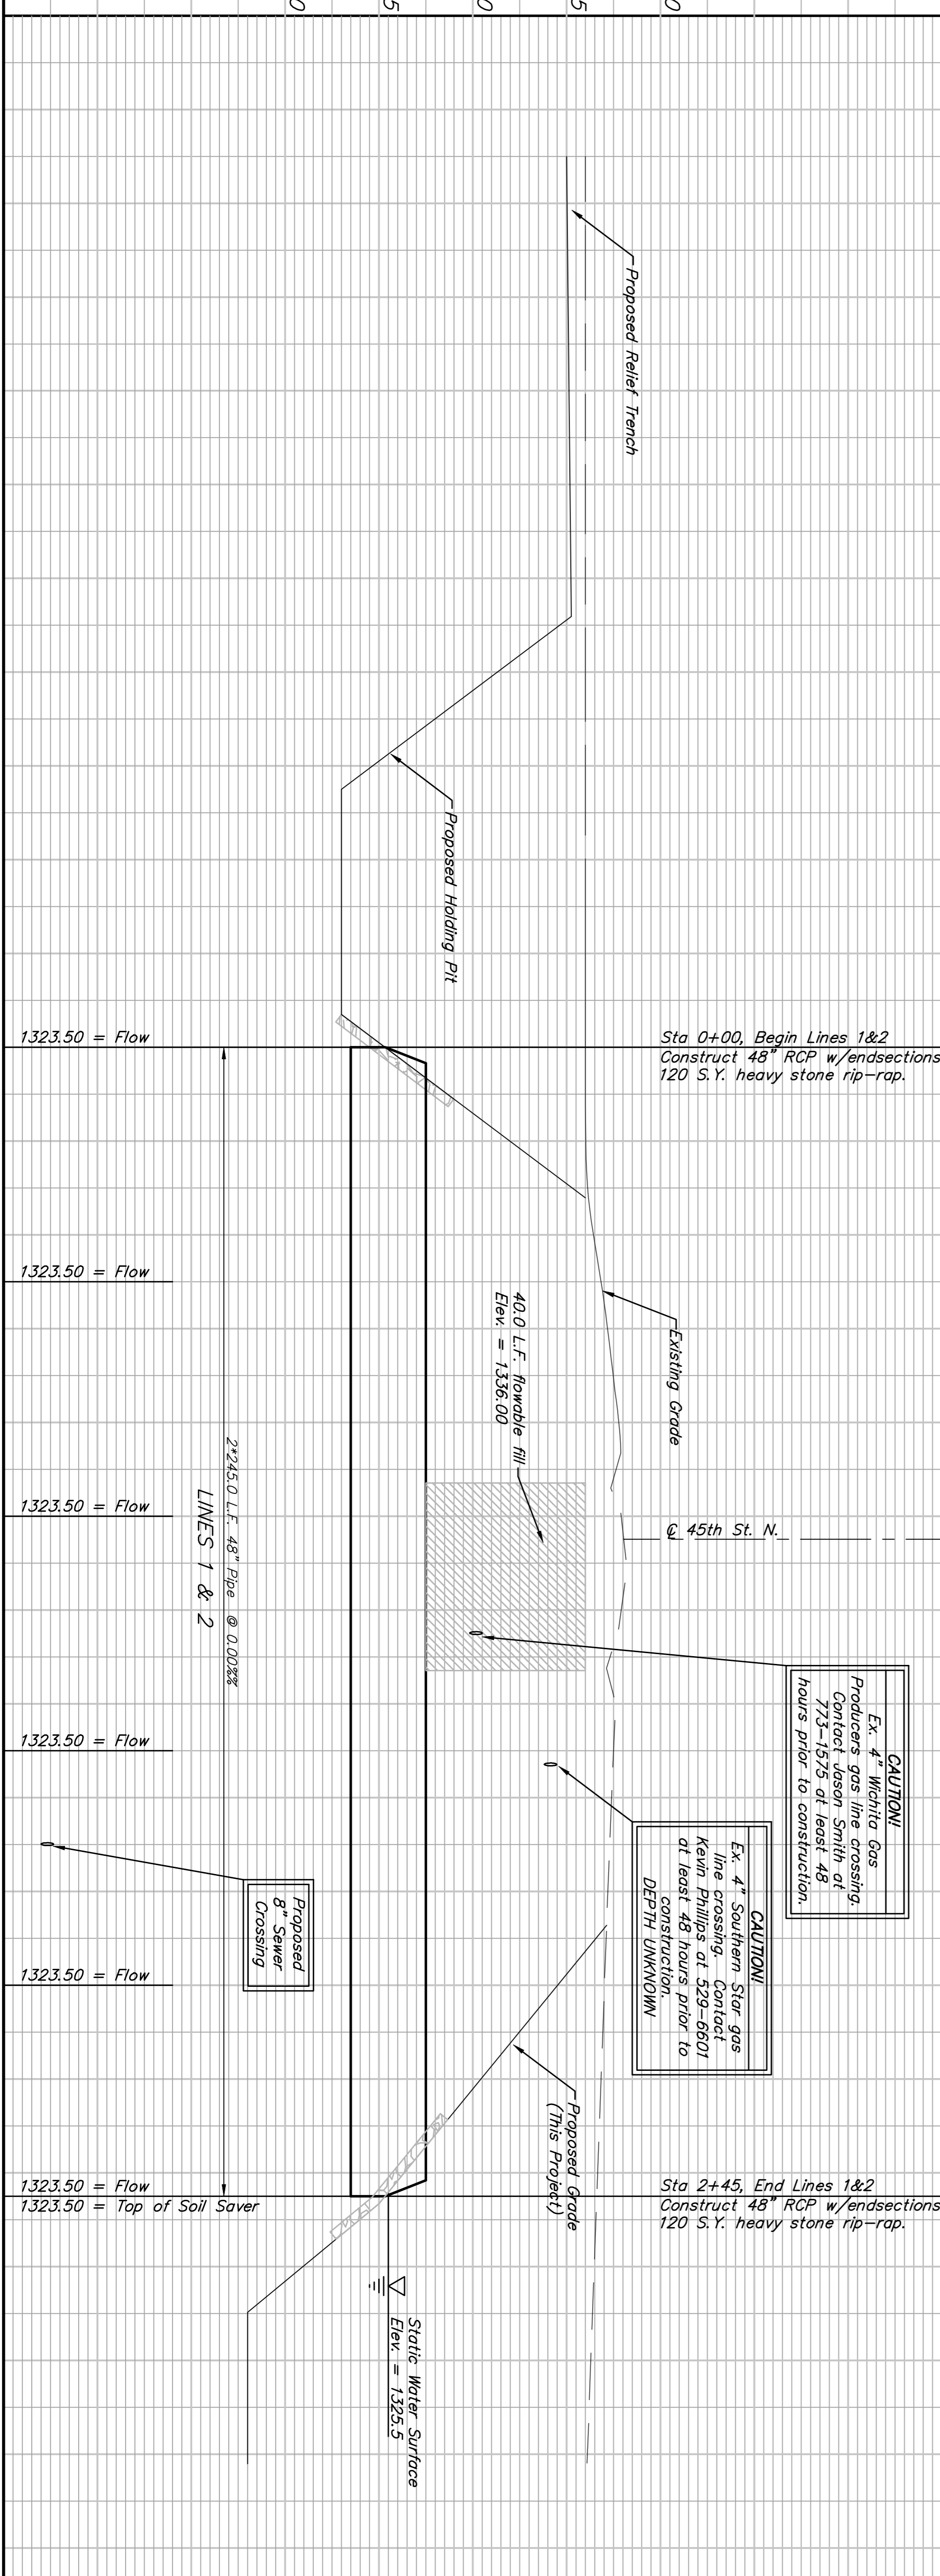 0
5
0
5
0
Proposed Relief Trench
Proposed Holding Pit
1323.50 = Flow
Sta 0+00, Begin Lines 1&2
Construct 48" RCP w/endsections
120 S.Y. heavy stone rip-rap.
1323.50 = Flow
Existing Grade
40.0 L.F. flowable fill
Elev. = 1336.00
1323.50 = Flow
2*245.0 L.F. 48" Pipe @ 0.00%%
LINES 1 & 2
℄ 45th St. N.
CAUTION!
Ex. 4" Wichita Gas
Producers gas line crossing.
Contact Jason Smith at
773-1575 at least 48
hours prior to construction.
1323.50 = Flow
CAUTION!
Ex. 4" Southern Star gas
line crossing. Contact
Kevin Phillips at 529-6601
at least 48 hours prior to
construction.
DEPTH UNKNOWN
Proposed
8" Sewer
Crossing
1323.50 = Flow
Proposed Grade
(This Project)
1323.50 = Flow
1323.50 = Top of Soil Saver
Sta 2+45, End Lines 1&2
Construct 48" RCP w/endsections
120 S.Y. heavy stone rip-rap.
Static Water Surface
Elev. = 1325.5